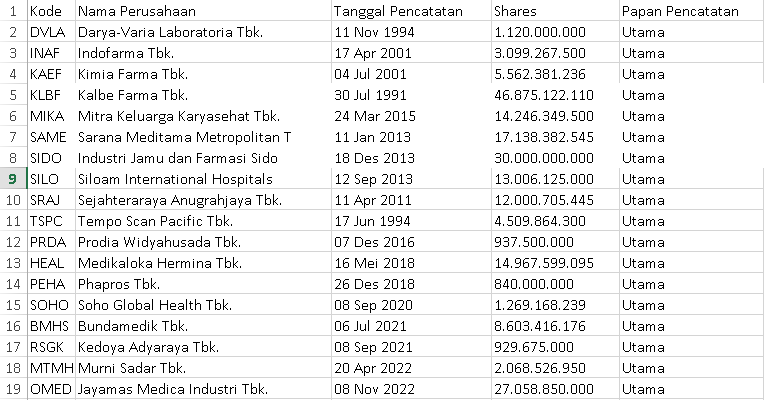 1 Kode Nama Perusahaan Tanggal Pencatatan Shares Papan Pencatatan
2 DVLA Darya-Varia Laboratoria Tbk. 11 Nov 1994 1.120.000.000 Utama
3 INAF Indofarma Tbk. 17 Apr 2001 3.099.267.500 Utama
4 KAEF Kimia Farma Tbk. 04 Jul 2001 5.562.381.236 Utama
5 KLBF Kalbe Farma Tbk. 30 Jul 1991 46.875.122.110 Utama
6 MIKA Mitra Keluarga Karyasehat Tbk. 24 Mar 2015 14.246.349.500 Utama
7 SAME Sarana Meditama Metropolitan T 11 Jan 2013 17.138.382.545 Utama
8 SIDO Industri Jamu dan Farmasi Sido 18 Des 2013 30.000.000.000 Utama
9 SILO Siloam International Hospitals 12 Sep 2013 13.006.125.000 Utama
10 SRAJ Sejahteraraya Anugrahjaya Tbk. 11 Apr 2011 12.000.705.445 Utama
11 TSPC Tempo Scan Pacific Tbk. 17 Jun 1994 4.509.864.300 Utama
12 PRDA Prodia Widyahusada Tbk. 07 Des 2016 937.500.000 Utama
13 HEAL Medikaloka Hermina Tbk. 16 Mei 2018 14.967.599.095 Utama
14 PEHA Phapros Tbk. 26 Des 2018 840.000.000 Utama
15 SOHO Soho Global Health Tbk. 08 Sep 2020 1.269.168.239 Utama
16 BMHS Bundamedik Tbk. 06 Jul 2021 8.603.416.176 Utama
17 RSGK Kedoya Adyaraya Tbk. 08 Sep 2021 929.675.000 Utama
18 MTMH Murni Sadar Tbk. 20 Apr 2022 2.068.526.950 Utama
19 OMED Jayamas Medica Industri Tbk. 08 Nov 2022 27.058.850.000 Utama